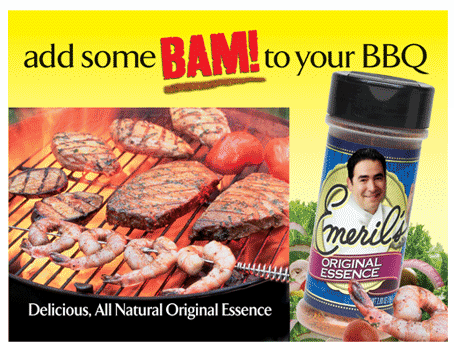 add some BAM! to your BBQ
Emeril's
ORIGINAL
ESSENCE
Delicious, All Natural Original Essence